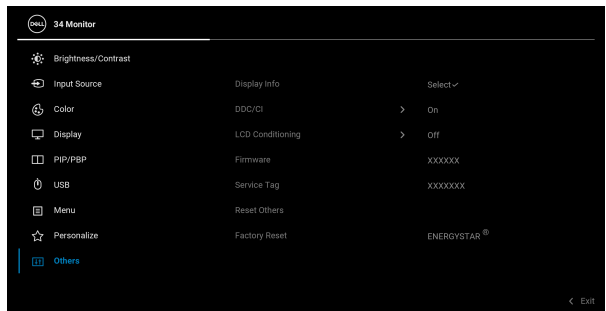 DELL 34 Monitor
Brightness/Contrast
Input Source Display Info Select✓
Color DDC/CI > On
Display LCD Conditioning > Off
PIP/PBP Firmware XXXXXX
USB Service Tag XXXXXXX
Menu Reset Others
Personalize Factory Reset ENERGYSTAR ®
Others
< Exit